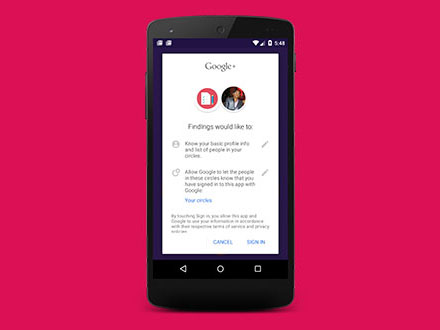 5:48
Google+
Findings would like to:
Know your basic profile info
and list of people in your
circles.
Allow Google to let the people
in these circles know that you
have signed in to this app with
Google
Your circles
By touching Sign in, you allow this app and
Google to use your information in accordance
with their respective terms of service and privacy
policies.
CANCEL
SIGN IN